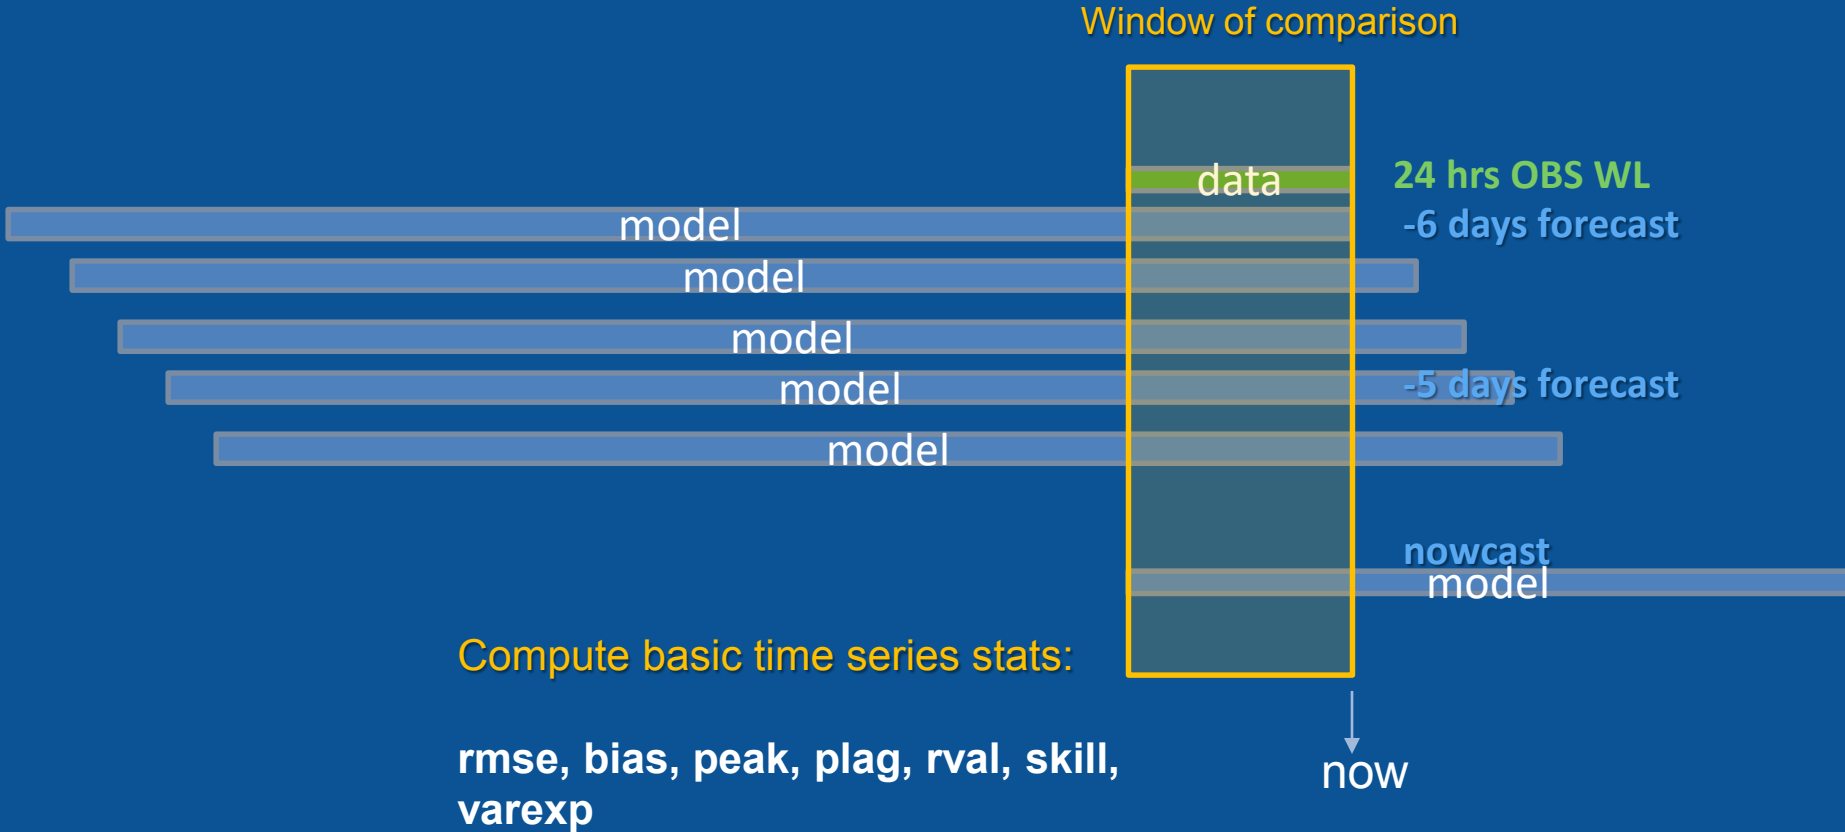 Window of comparison
data
24 hrs OBS WL
model
-6 days forecast
model
model
model
-5 days forecast
model
nowcast
model
Compute basic time series stats:
rmse, bias, peak, plag, rval, skill,
varexp
now